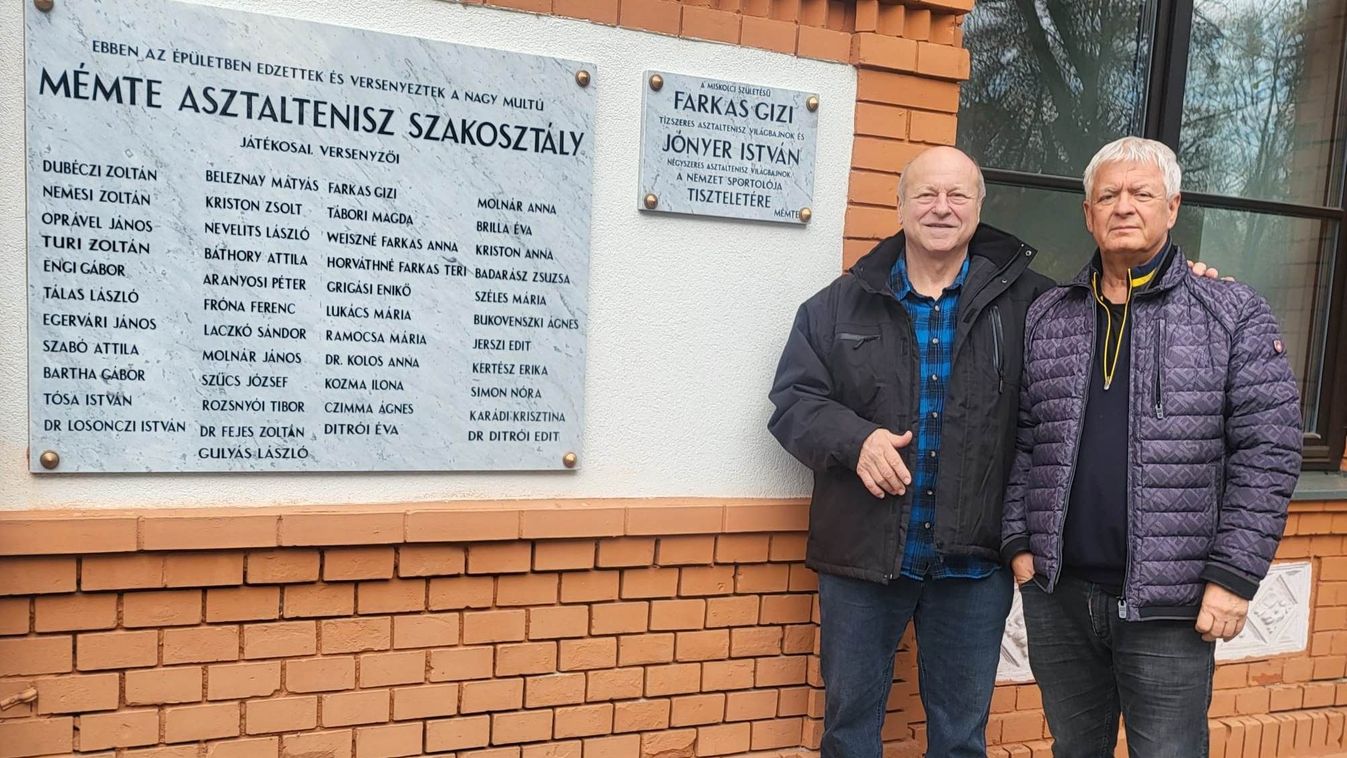 EBBEN AZ ÉPÜLETBEN EDZETTEK ÉS VERSENYEZTEK A NAGY MULTÚ
MÉMTE ASZTALTENISZ SZAKOSZTÁLY
JÁTÉKOSAI, VERSENYZŐI
DUBÉCZI ZOLTÁN
NEMESI ZOLTÁN
OPRÁVEL JÁNOS
TURI ZOLTÁN
ENGI GÁBOR
TÁLAS LÁSZLÓ
EGERVÁRI JÁNOS
SZABÓ ATTILA
BARTHA GÁBOR
TÓSA ISTVÁN
DR LOSONCZI ISTVÁN
BELEZNAY MÁTYÁS
KRISTON ZSOLT
NEVELITS LÁSZLÓ
BÁTHORY ATTILA
ARANYOSI PÉTER
FRÓNA FERENC
LACZKÓ SÁNDOR
MOLNÁR JÁNOS
SZŰCS JÓZSEF
ROZSNYÓI TIBOR
DR FEJES ZOLTÁN
GULYÁS LÁSZLÓ
FARKAS GIZI
TÁBORI MAGDA
WEISZNÉ FARKAS ANNA
HORVÁTHNÉ FARKAS TERI
GRIGÁSI ENIKŐ
LUKÁCS MÁRIA
RAMOCSA MÁRIA
DR. KOLOS ANNA
KOZMA ILONA
CZIMMA ÁGNES
DITRÓI ÉVA
MOLNÁR ANNA
BRILLA ÉVA
KRISTON ANNA
BADARÁSZ ZSUZSA
SZÉLES MÁRIA
BUKOVENSZKI ÁGNES
JERSZI EDIT
KERTÉSZ ERIKA
SIMON NÓRA
KARÁDI KRISZTINA
DR DITRÓI EDIT
A MISKOLCI SZÜLETÉSŰ
FARKAS GIZI
TÍZSZERES ASZTALTENISZ VILÁGBAJNOK ÉS
JÓNYER ISTVÁN
NÉGYSZERES ASZTALTENISZ VILÁGBAJNOK,
A NEMZET SPORTOLÓJA
TISZTELETÉRE
MÉMTE